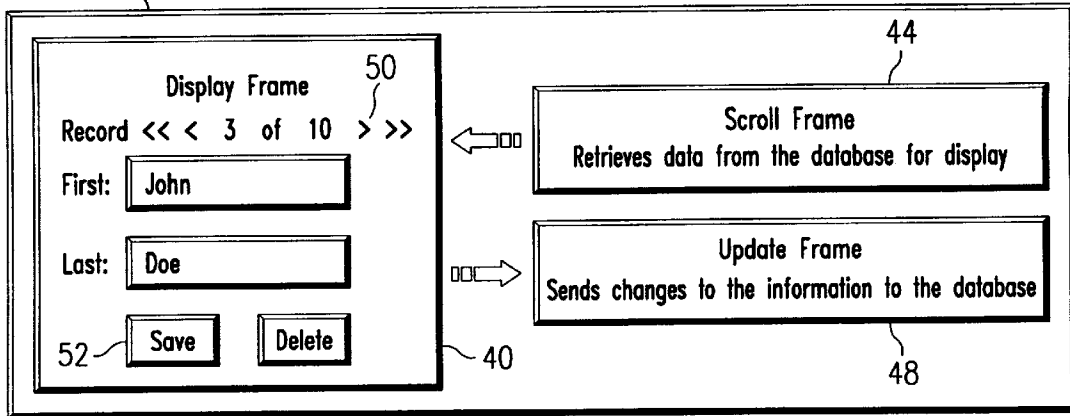 Display Frame
50
Record << < 3 of 10 > >>
First: John
Last: Doe
52 Save Delete
40
44
Scroll Frame
Retrieves data from the database for display
Update Frame
Sends changes to the information to the database
48